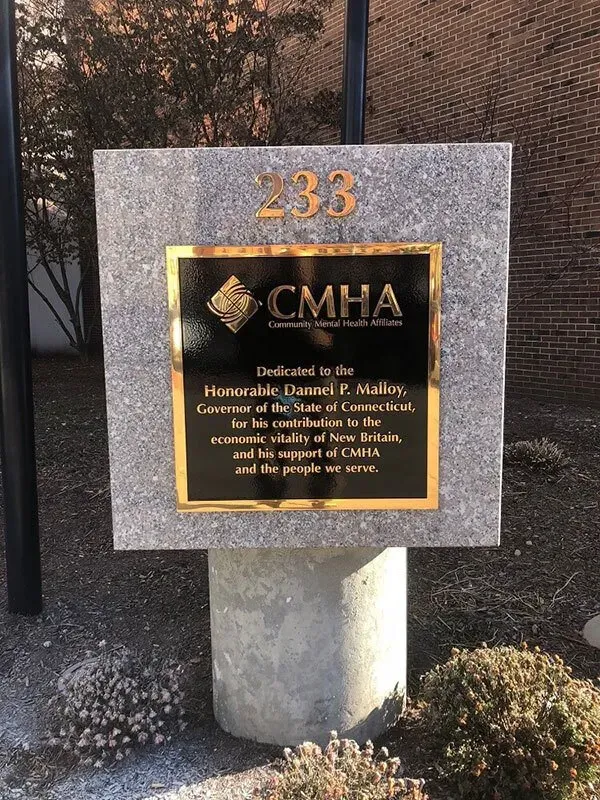 233
CMHA
Community Mental Health Affiliates
Dedicated to the
Honorable Dannel P. Malloy,
Governor of the State of Connecticut,
for his contribution to the
economic vitality of New Britain,
and his support of CMHA
and the people we serve.